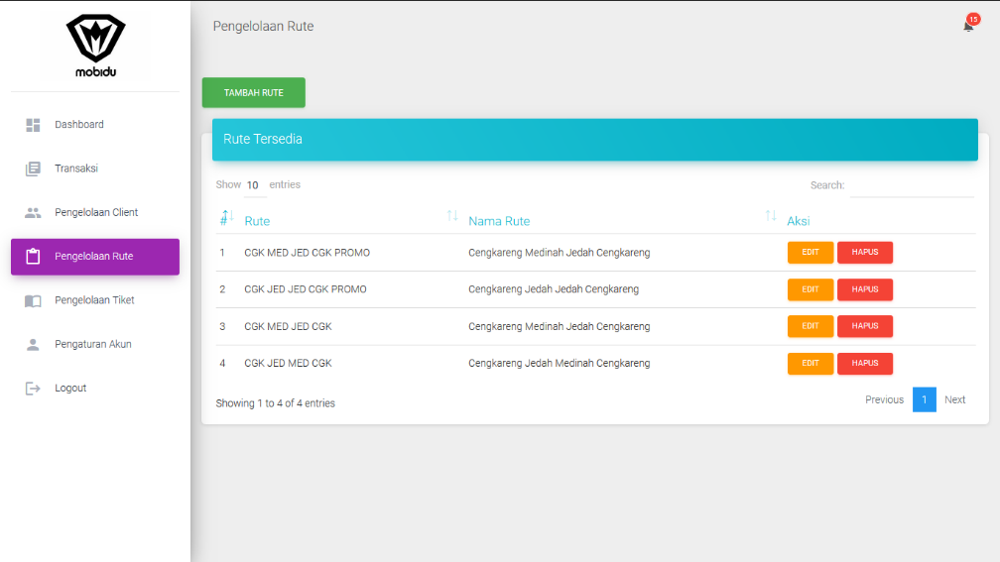 mobidu
Dashboard
Transaksi
Pengelolaan Client
Pengelolaan Rute
Pengelolaan Tiket
Pengaturan Akun
Logout
Pengelolaan Rute
15
TAMBAH RUTE
Rute Tersedia
Show 10 entries
Search:
# Rute Nama Rute Aksi
1 CGK MED JED CGK PROMO Cengkareng Medinah Jedah Cengkareng EDIT HAPUS
2 CGK JED JED CGK PROMO Cengkareng Jedah Jedah Cengkareng EDIT HAPUS
3 CGK MED JED CGK Cengkareng Medinah Jedah Cengkareng EDIT HAPUS
4 CGK JED MED CGK Cengkareng Jedah Medinah Cengkareng EDIT HAPUS
Showing 1 to 4 of 4 entries
Previous 1 Next